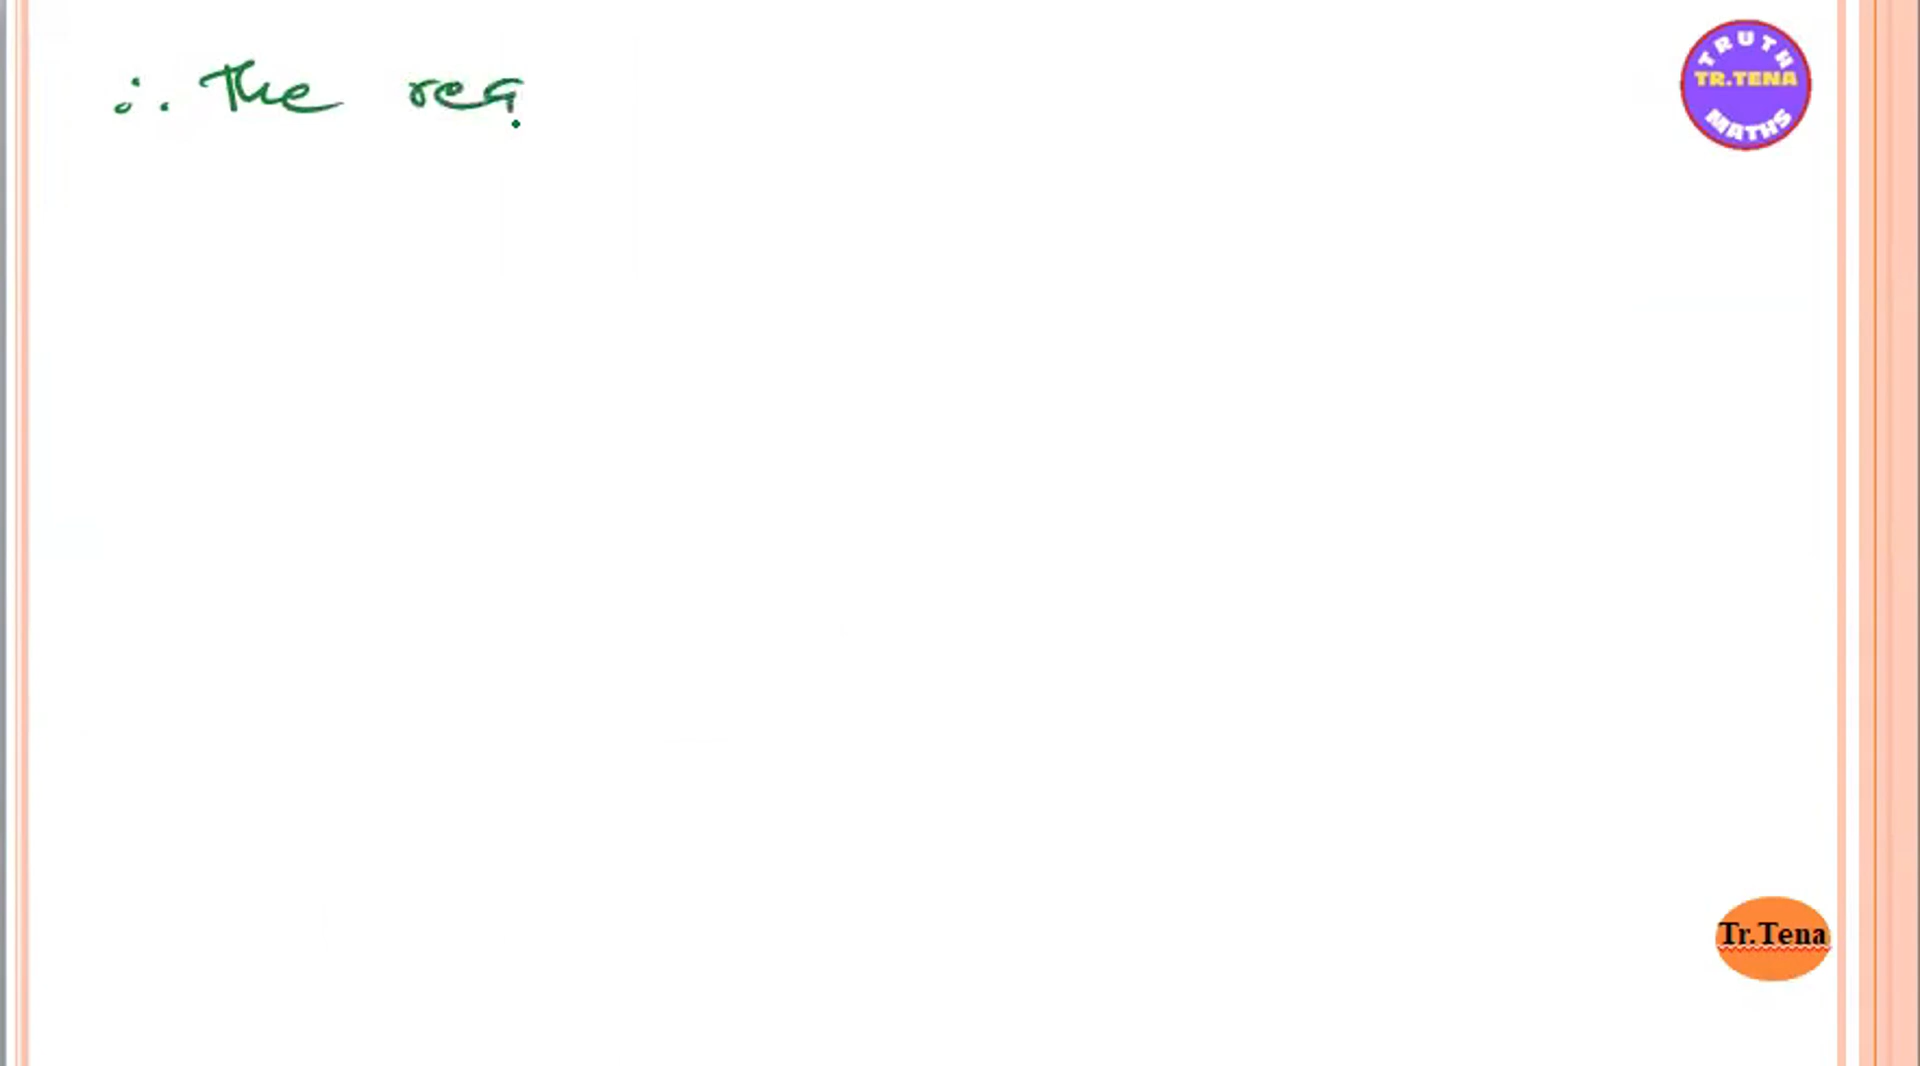 ∴ The req
TRUTH
TR.TENA
MATHS
Tr.Tena